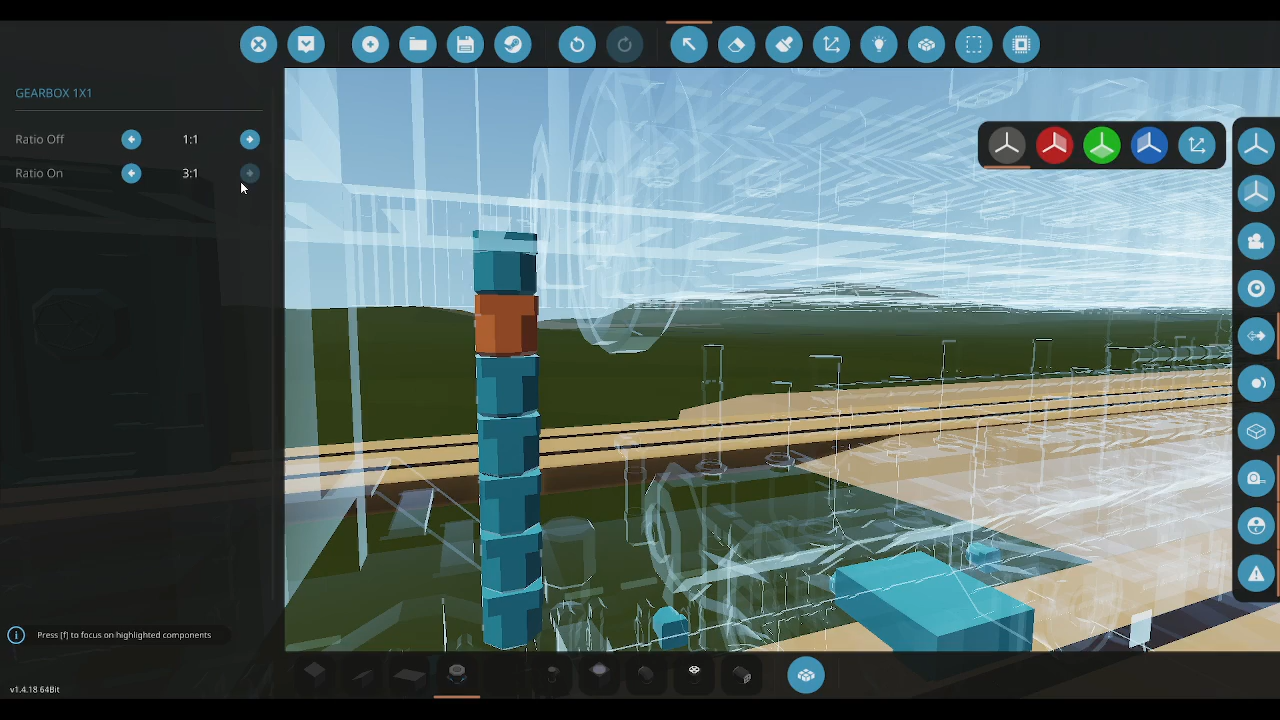 GEARBOX 1X1
Ratio Off 1:1
Ratio On 3:1
Press [f] to focus on highlighted components
v1.4.18 64Bit